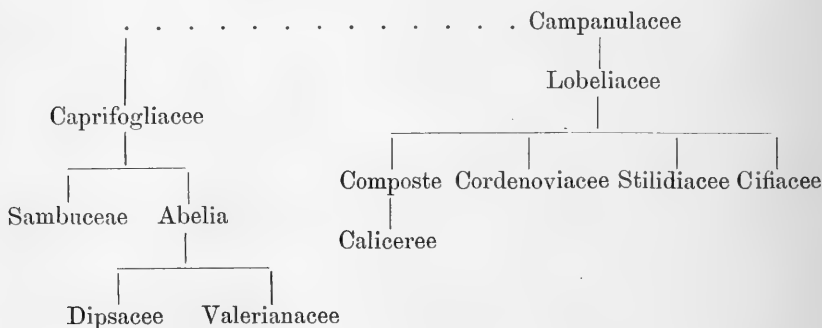 . . . . . . . . . . . . . . Campanulacee
Lobeliacee
Caprifogliacee
Composte Cordenoviacee Stilidiacee Cifiacee
Sambuceae Abelia
Caliceree
Dipsacee Valerianacee